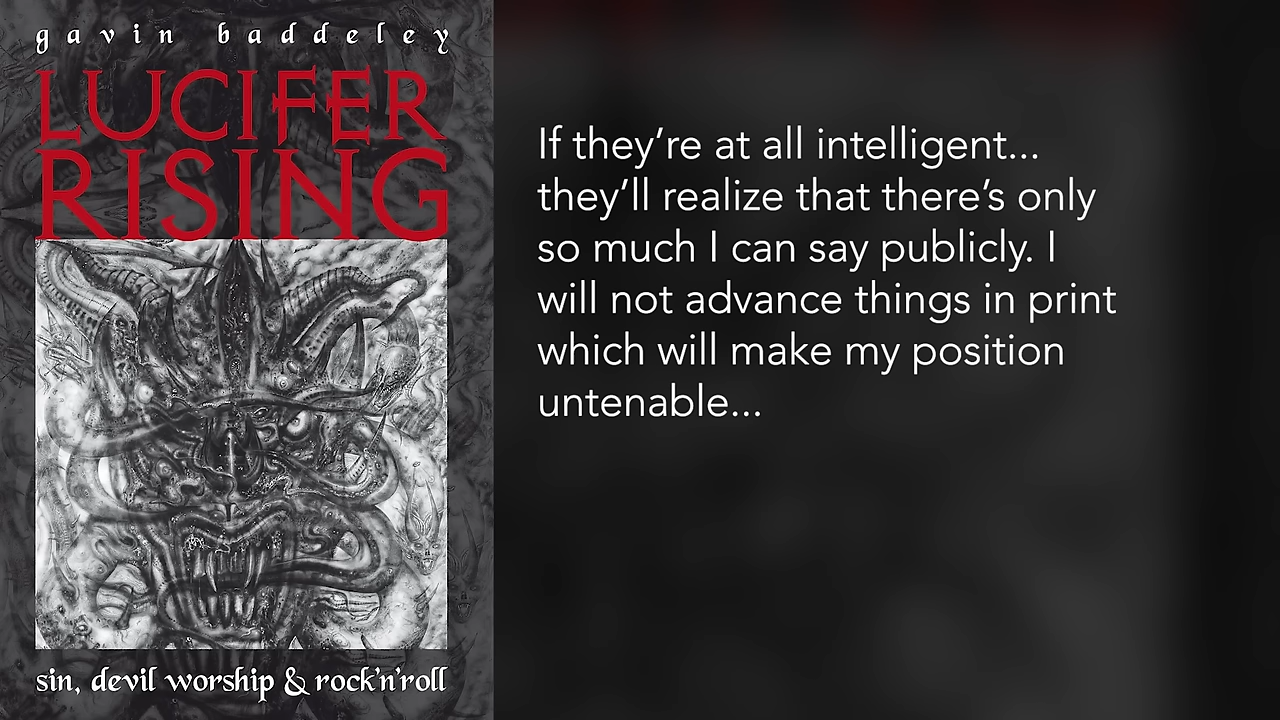 gavin baddeley
LUCIFER
RISING
sin, devil worship & rock'n'roll
If they’re at all intelligent...
they’ll realize that there’s only
so much I can say publicly. I
will not advance things in print
which will make my position
untenable...